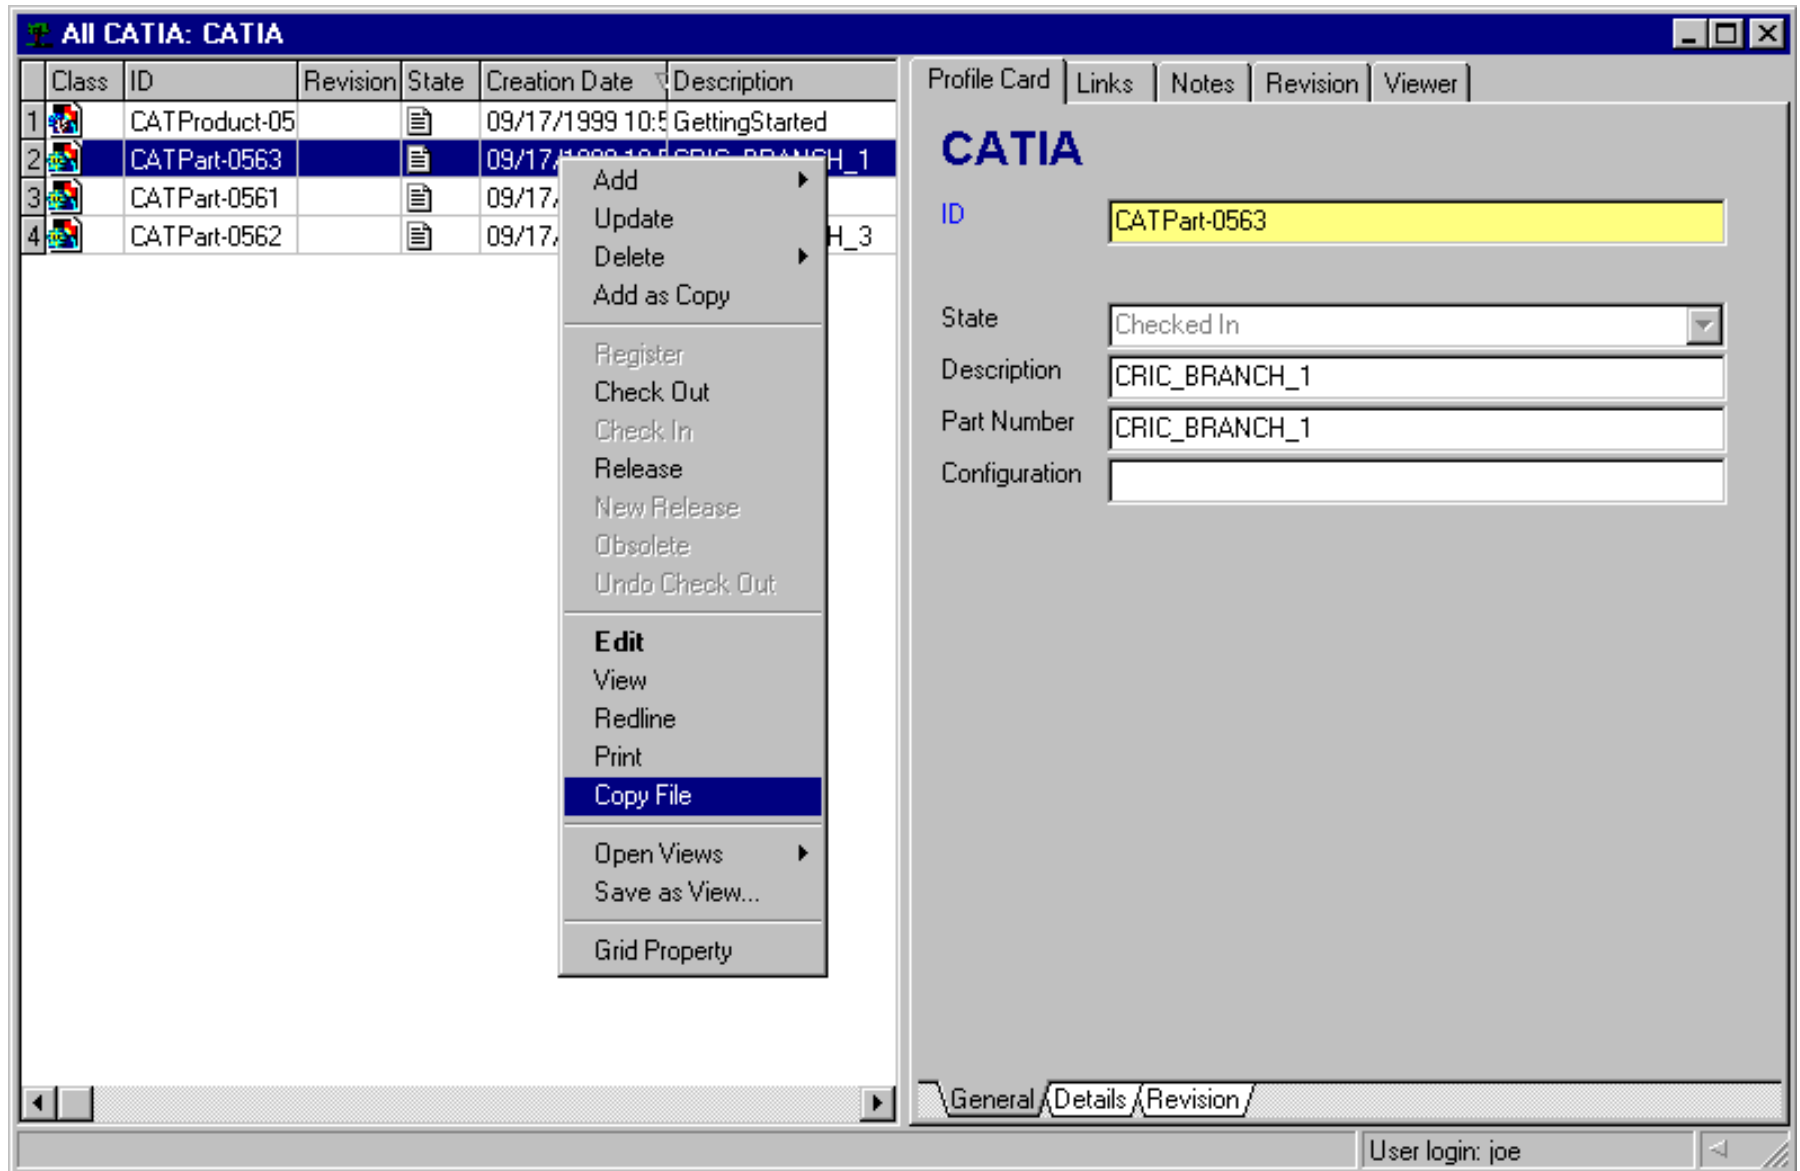 All CATIA: CATIA
Class ID Revision State Creation Date Description
1 CATProduct-05 09/17/1999 10:5 GettingStarted
2 CATPart-0563 09/17/1999 10:5 CRIC_BRANCH_1
3 CATPart-0561 09/17/
4 CATPart-0562 09/17/ H_3
Add
Update
Delete
Add as Copy
Register
Check Out
Check In
Release
New Release
Obsolete
Undo Check Out
Edit
View
Redline
Print
Copy File
Open Views
Save as View...
Grid Property
Profile Card Links Notes Revision Viewer
CATIA
ID CATPart-0563
State Checked In
Description CRIC_BRANCH_1
Part Number CRIC_BRANCH_1
Configuration
General Details Revision
User login: joe